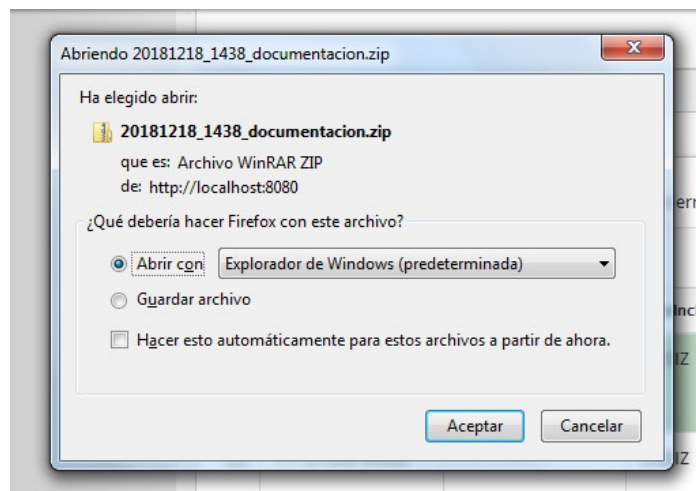 Abriendo 20181218_1438_documentacion.zip
Ha elegido abrir:
20181218_1438_documentacion.zip
que es: Archivo WinRAR ZIP
de: http://localhost:8080
¿Qué debería hacer Firefox con este archivo?
Abrir con Explorador de Windows (predeterminada)
Guardar archivo
Hacer esto automáticamente para estos archivos a partir de ahora.
Aceptar Cancelar